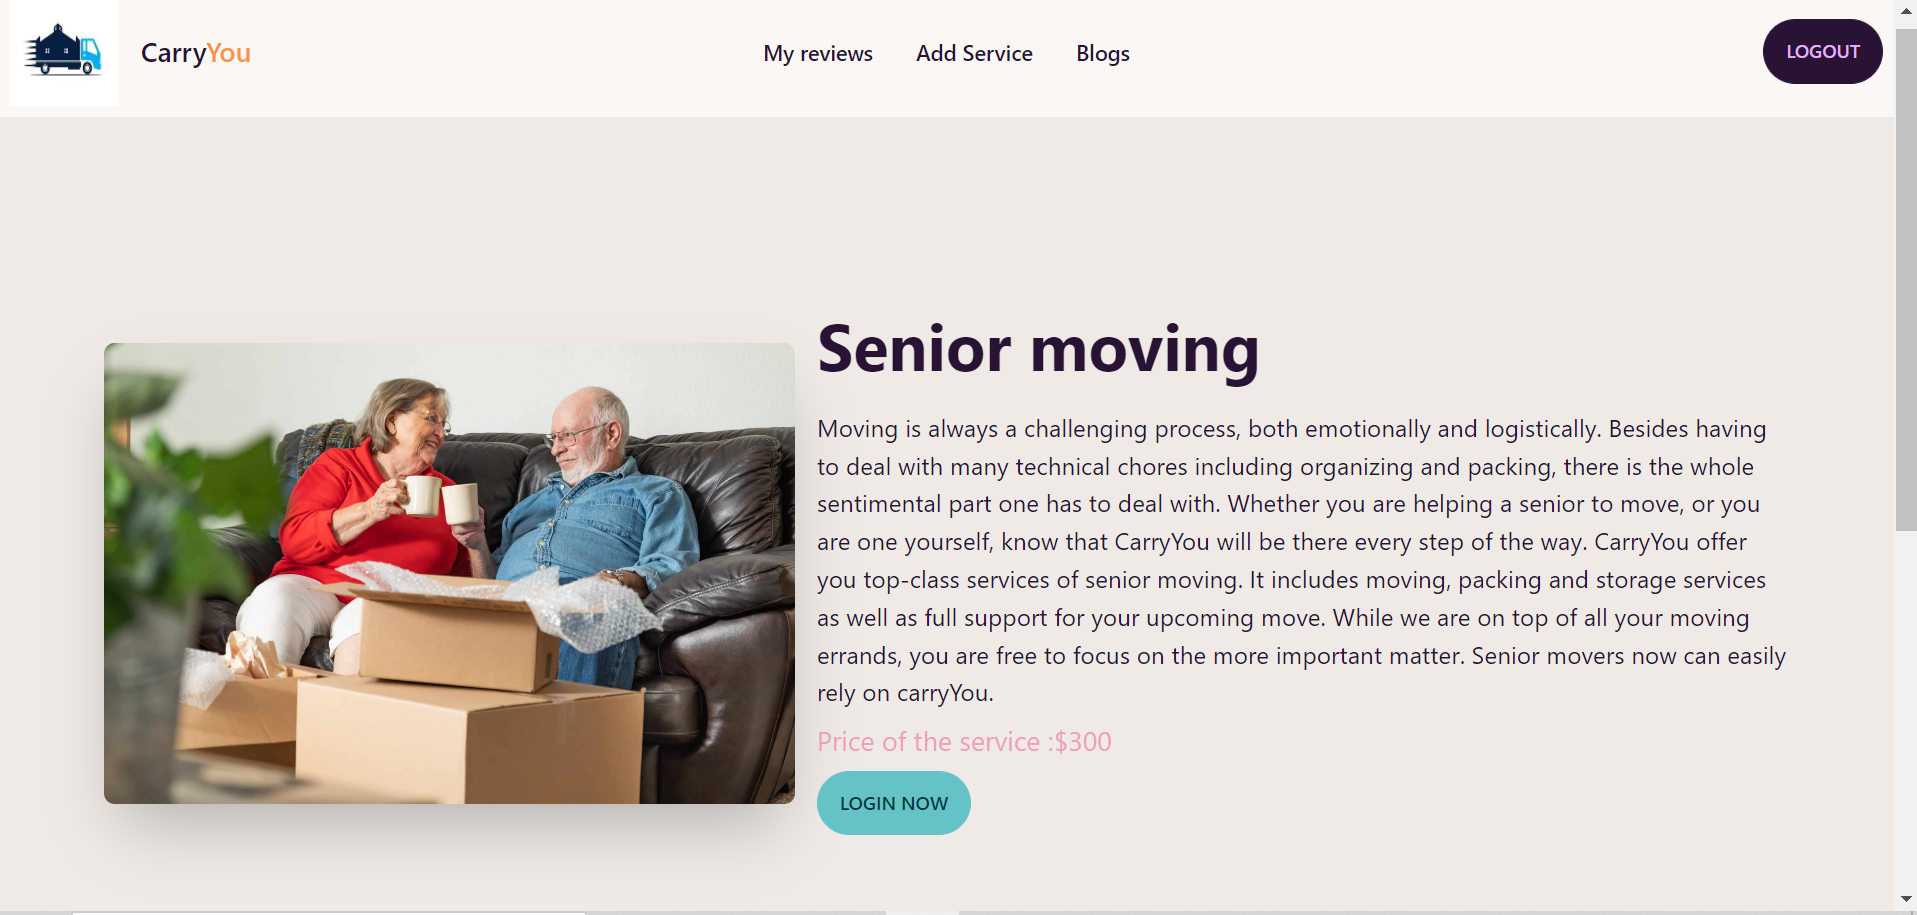 CarryYou
My reviews
Add Service
Blogs
LOGOUT
Senior moving
Moving is always a challenging process, both emotionally and logistically. Besides having
to deal with many technical chores including organizing and packing, there is the whole
sentimental part one has to deal with. Whether you are helping a senior to move, or you
are one yourself, know that CarryYou will be there every step of the way. CarryYou offer
you top-class services of senior moving. It includes moving, packing and storage services
as well as full support for your upcoming move. While we are on top of all your moving
errands, you are free to focus on the more important matter. Senior movers now can easily
rely on carryYou.
Price of the service :$300
LOGIN NOW